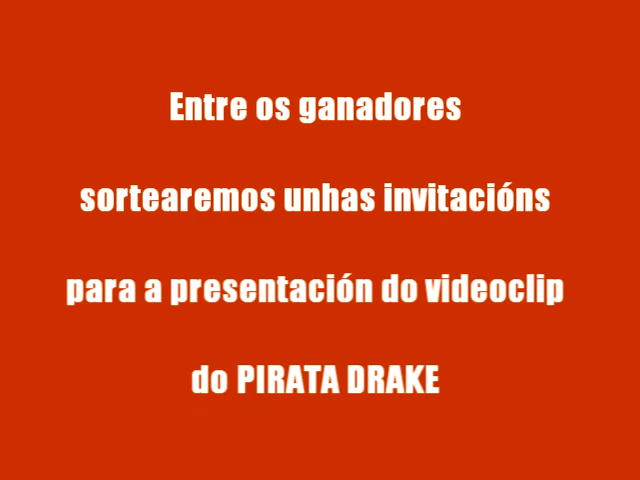 Entre os ganadores
sortearemos unhas invitacións
para a presentación do videoclip
do PIRATA DRAKE